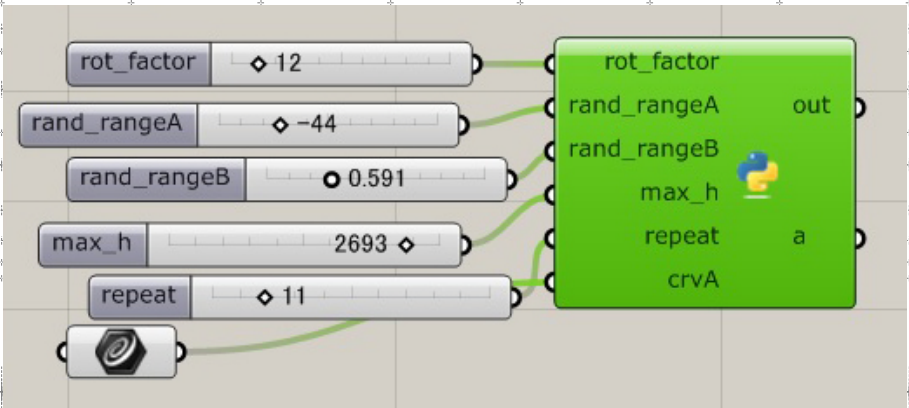 rot_factor 12
rand_rangeA -44
rand_rangeB 0.591
max_h 2693
repeat 11
rot_factor
rand_rangeA out
rand_rangeB
max_h
repeat a
crvA